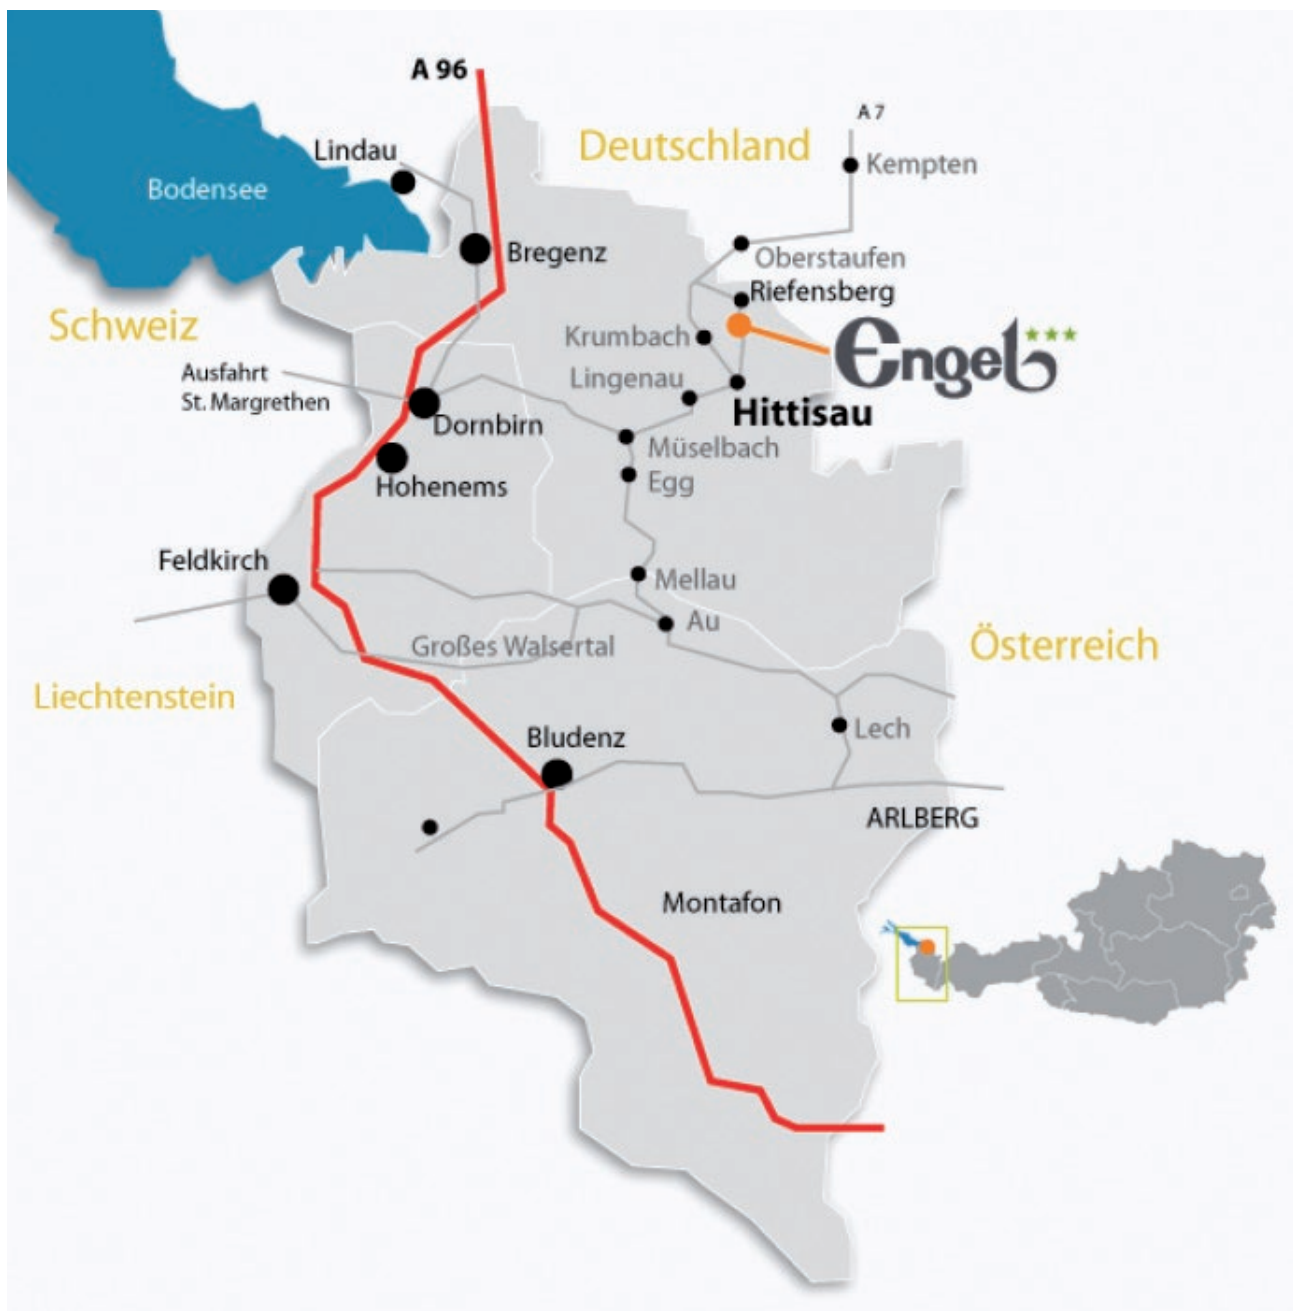 A 96
A 7
Deutschland
Lindau
Kempten
Bodensee
Bregenz
Oberstaufen
Riefensberg
Schweiz
Krumbach
Engel
Ausfahrt
St. Margrethen
Lingenau
Hittisau
Dornbirn
Müselbach
Hohenems
Egg
Feldkirch
Mellau
Au
Großes Walsertal
Österreich
Liechtenstein
Lech
Bludenz
ARLBERG
Montafon